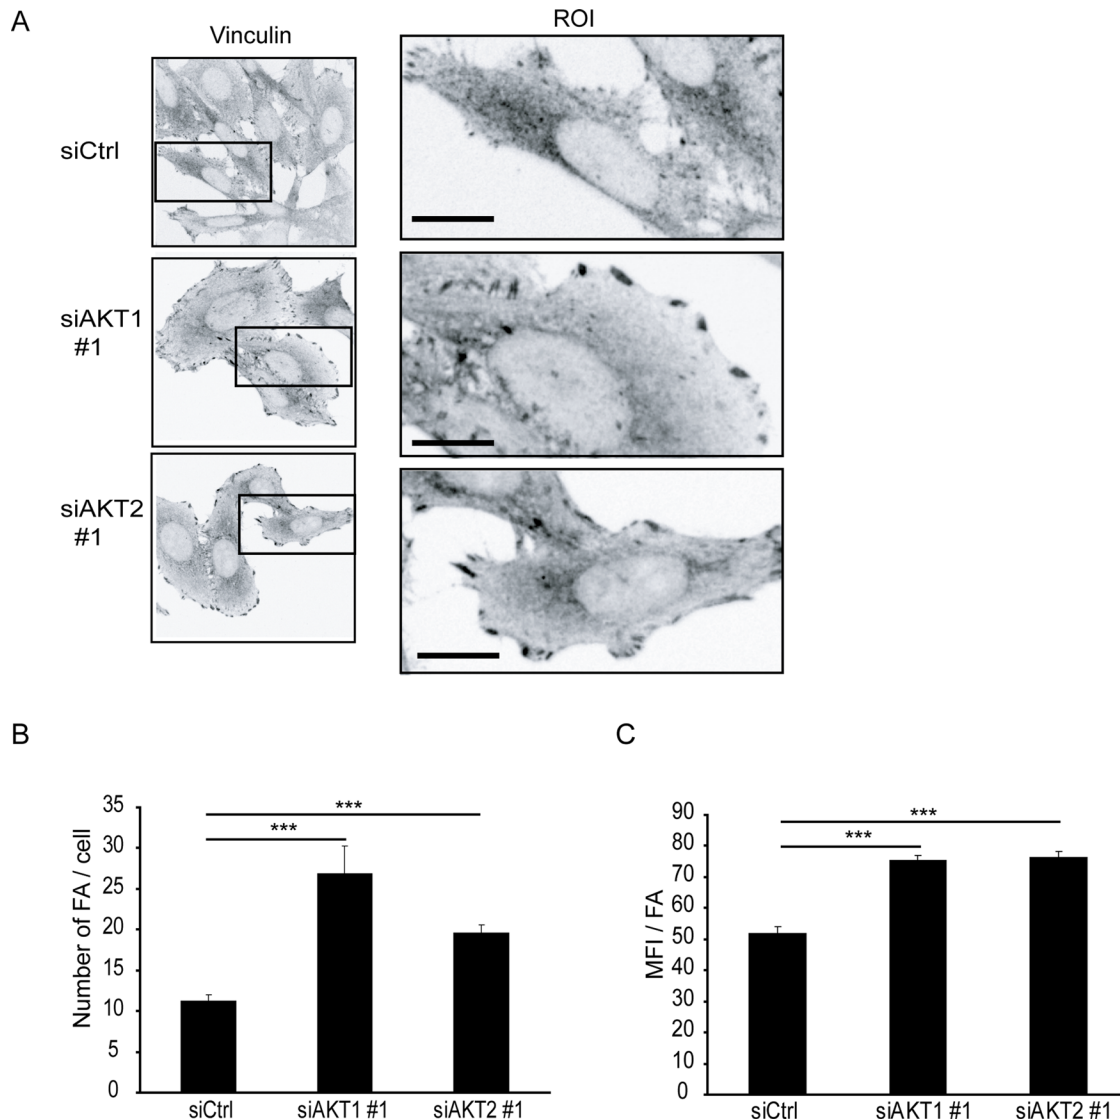 A
Vinculin
ROI
siCtrl
siAKT1
#1
siAKT2
#1
B
C
Number of FA / cell
35
30
25
20
15
10
5
0
***
***
siCtrl
siAKT1 #1
siAKT2 #1
MFI / FA
90
80
70
60
50
40
30
20
10
0
***
***
siCtrl
siAKT1 #1
siAKT2 #1